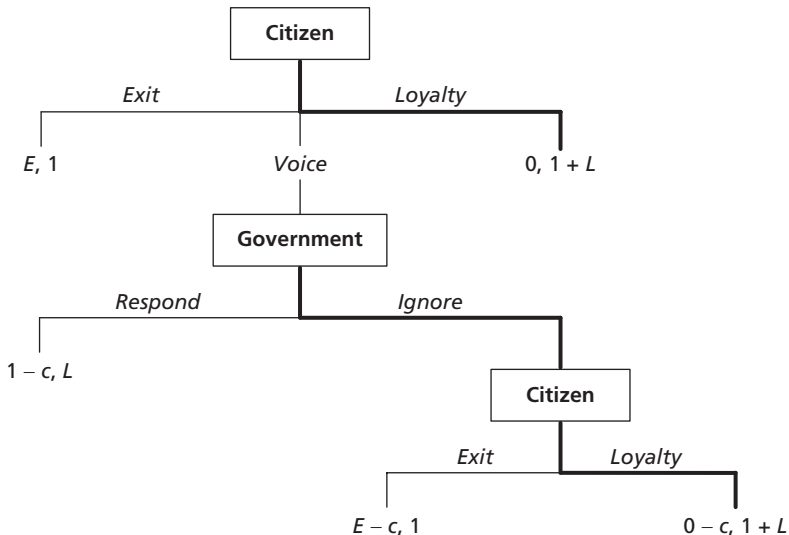 Citizen
Exit Loyalty
E, 1 Voice 0, 1 + L
Government
Respond Ignore
1 – c, L
Citizen
Exit Loyalty
E – c, 1 0 – c, 1 + L